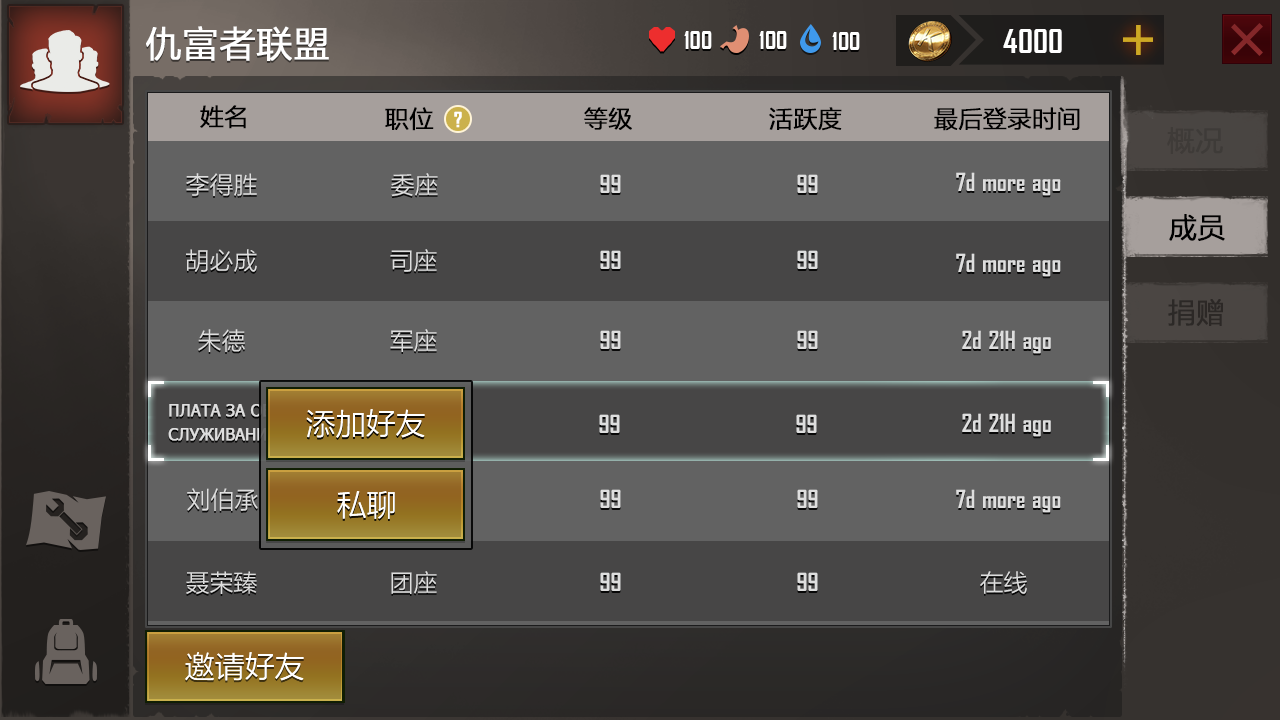 仇富者联盟
100 100 100
4000
姓名 职位 ? 等级 活跃度 最后登录时间
李得胜 委座 99 99 7d more ago
胡必成 司座 99 99 7d more ago
朱德 军座 99 99 2d 21H ago
ПЛАТА ЗА
99 99 2d 21H ago
刘伯承 99 99 7d more ago
聂荣臻 团座 99 99 在线
添加好友
私聊
邀请好友
概况
成员
捐赠